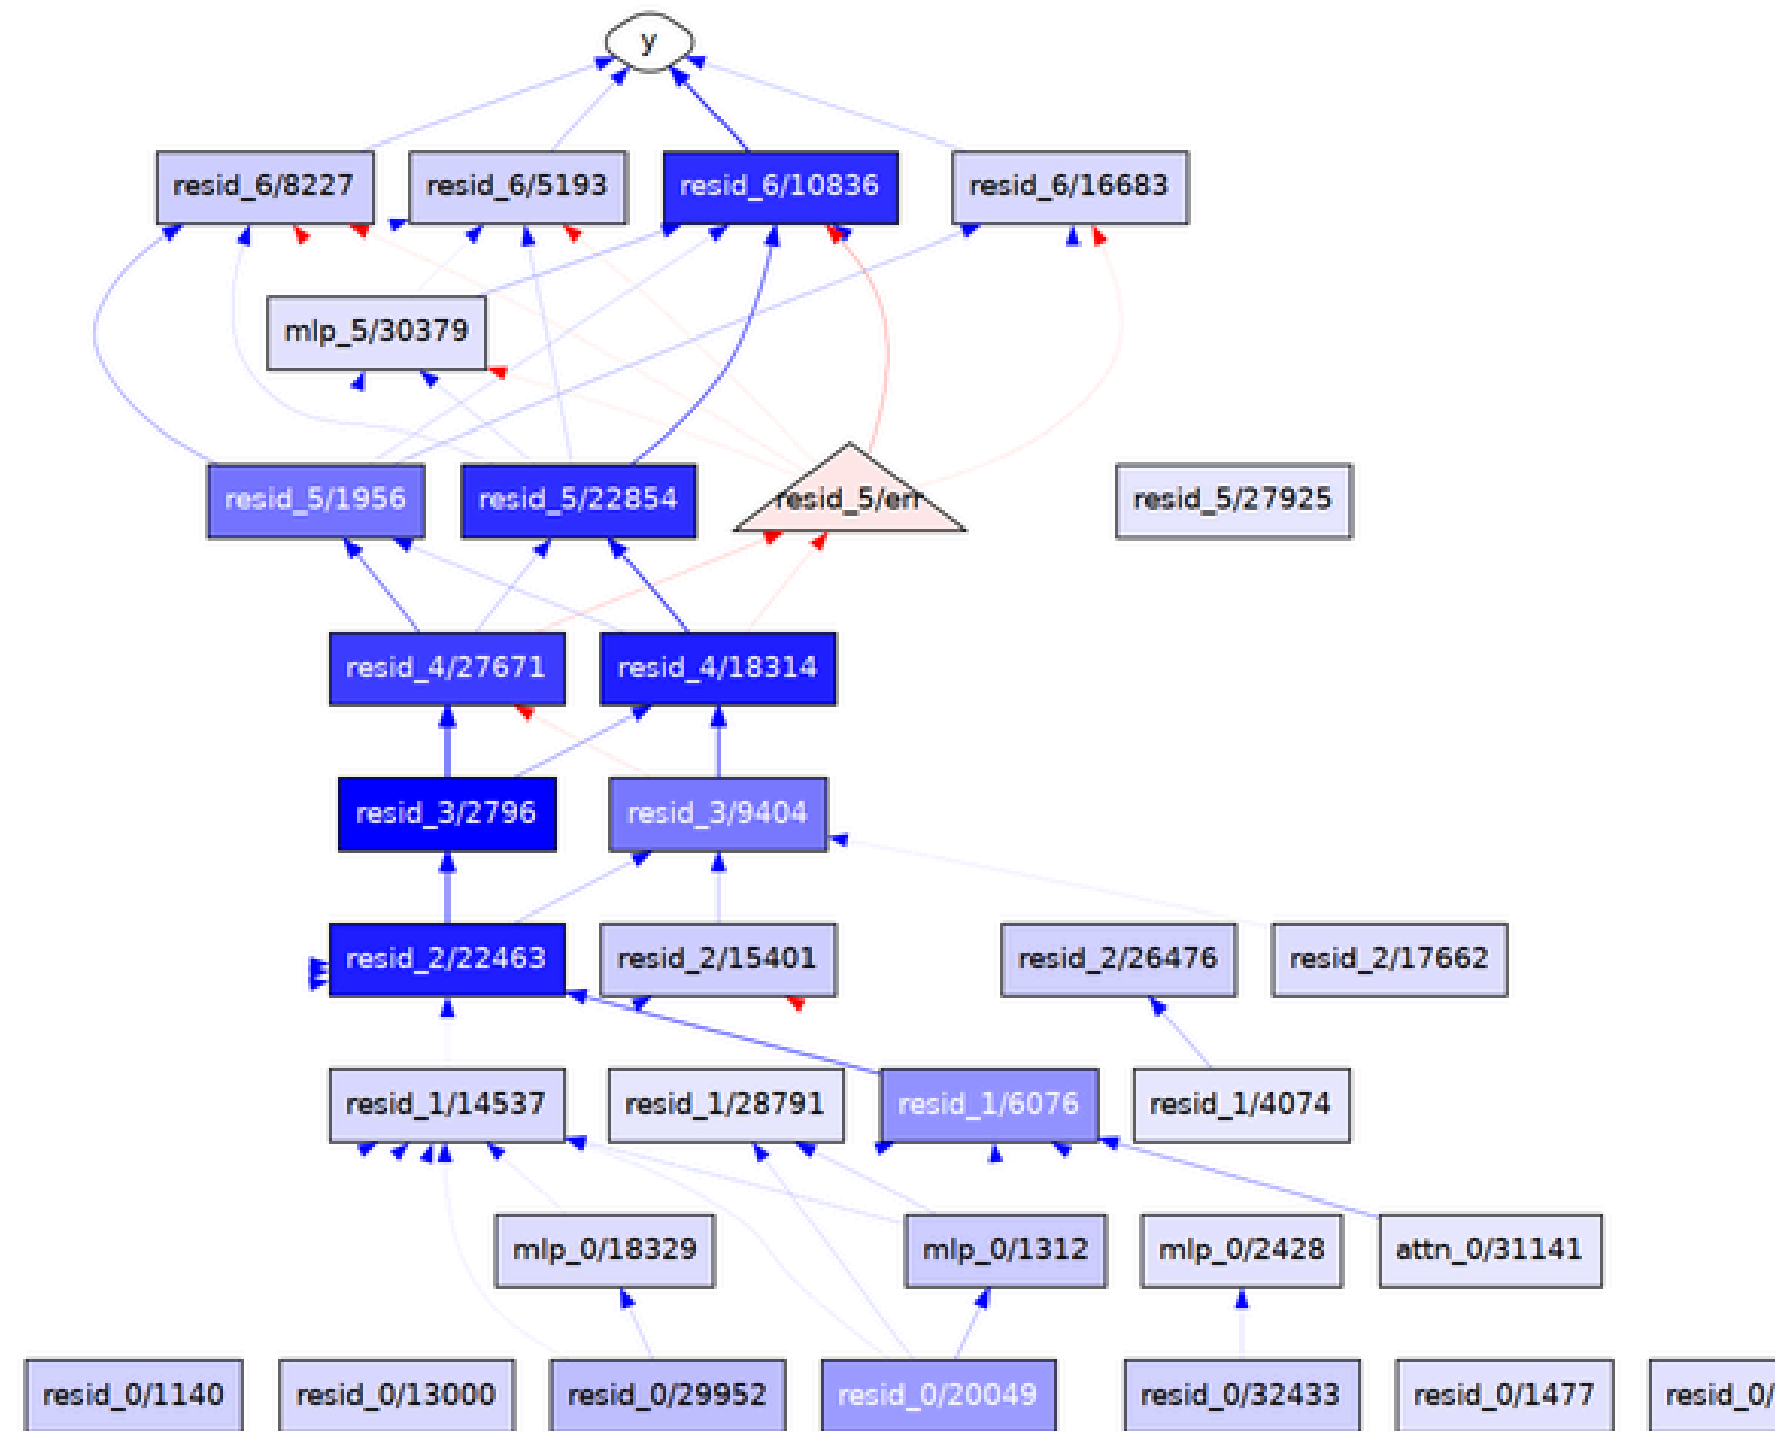 y
resid_6/8227 resid_6/5193 resid_6/10836 resid_6/16683
mlp_5/30379
resid_5/1956 resid_5/22854 resid_5/err resid_5/27925
resid_4/27671 resid_4/18314
resid_3/2796 resid_3/9404
resid_2/22463 resid_2/15401 resid_2/26476 resid_2/17662
resid_1/14537 resid_1/28791 resid_1/6076 resid_1/4074
mlp_0/18329 mlp_0/1312 mlp_0/2428 attn_0/31141
resid_0/1140 resid_0/13000 resid_0/29952 resid_0/20049 resid_0/32433 resid_0/1477 resid_0/